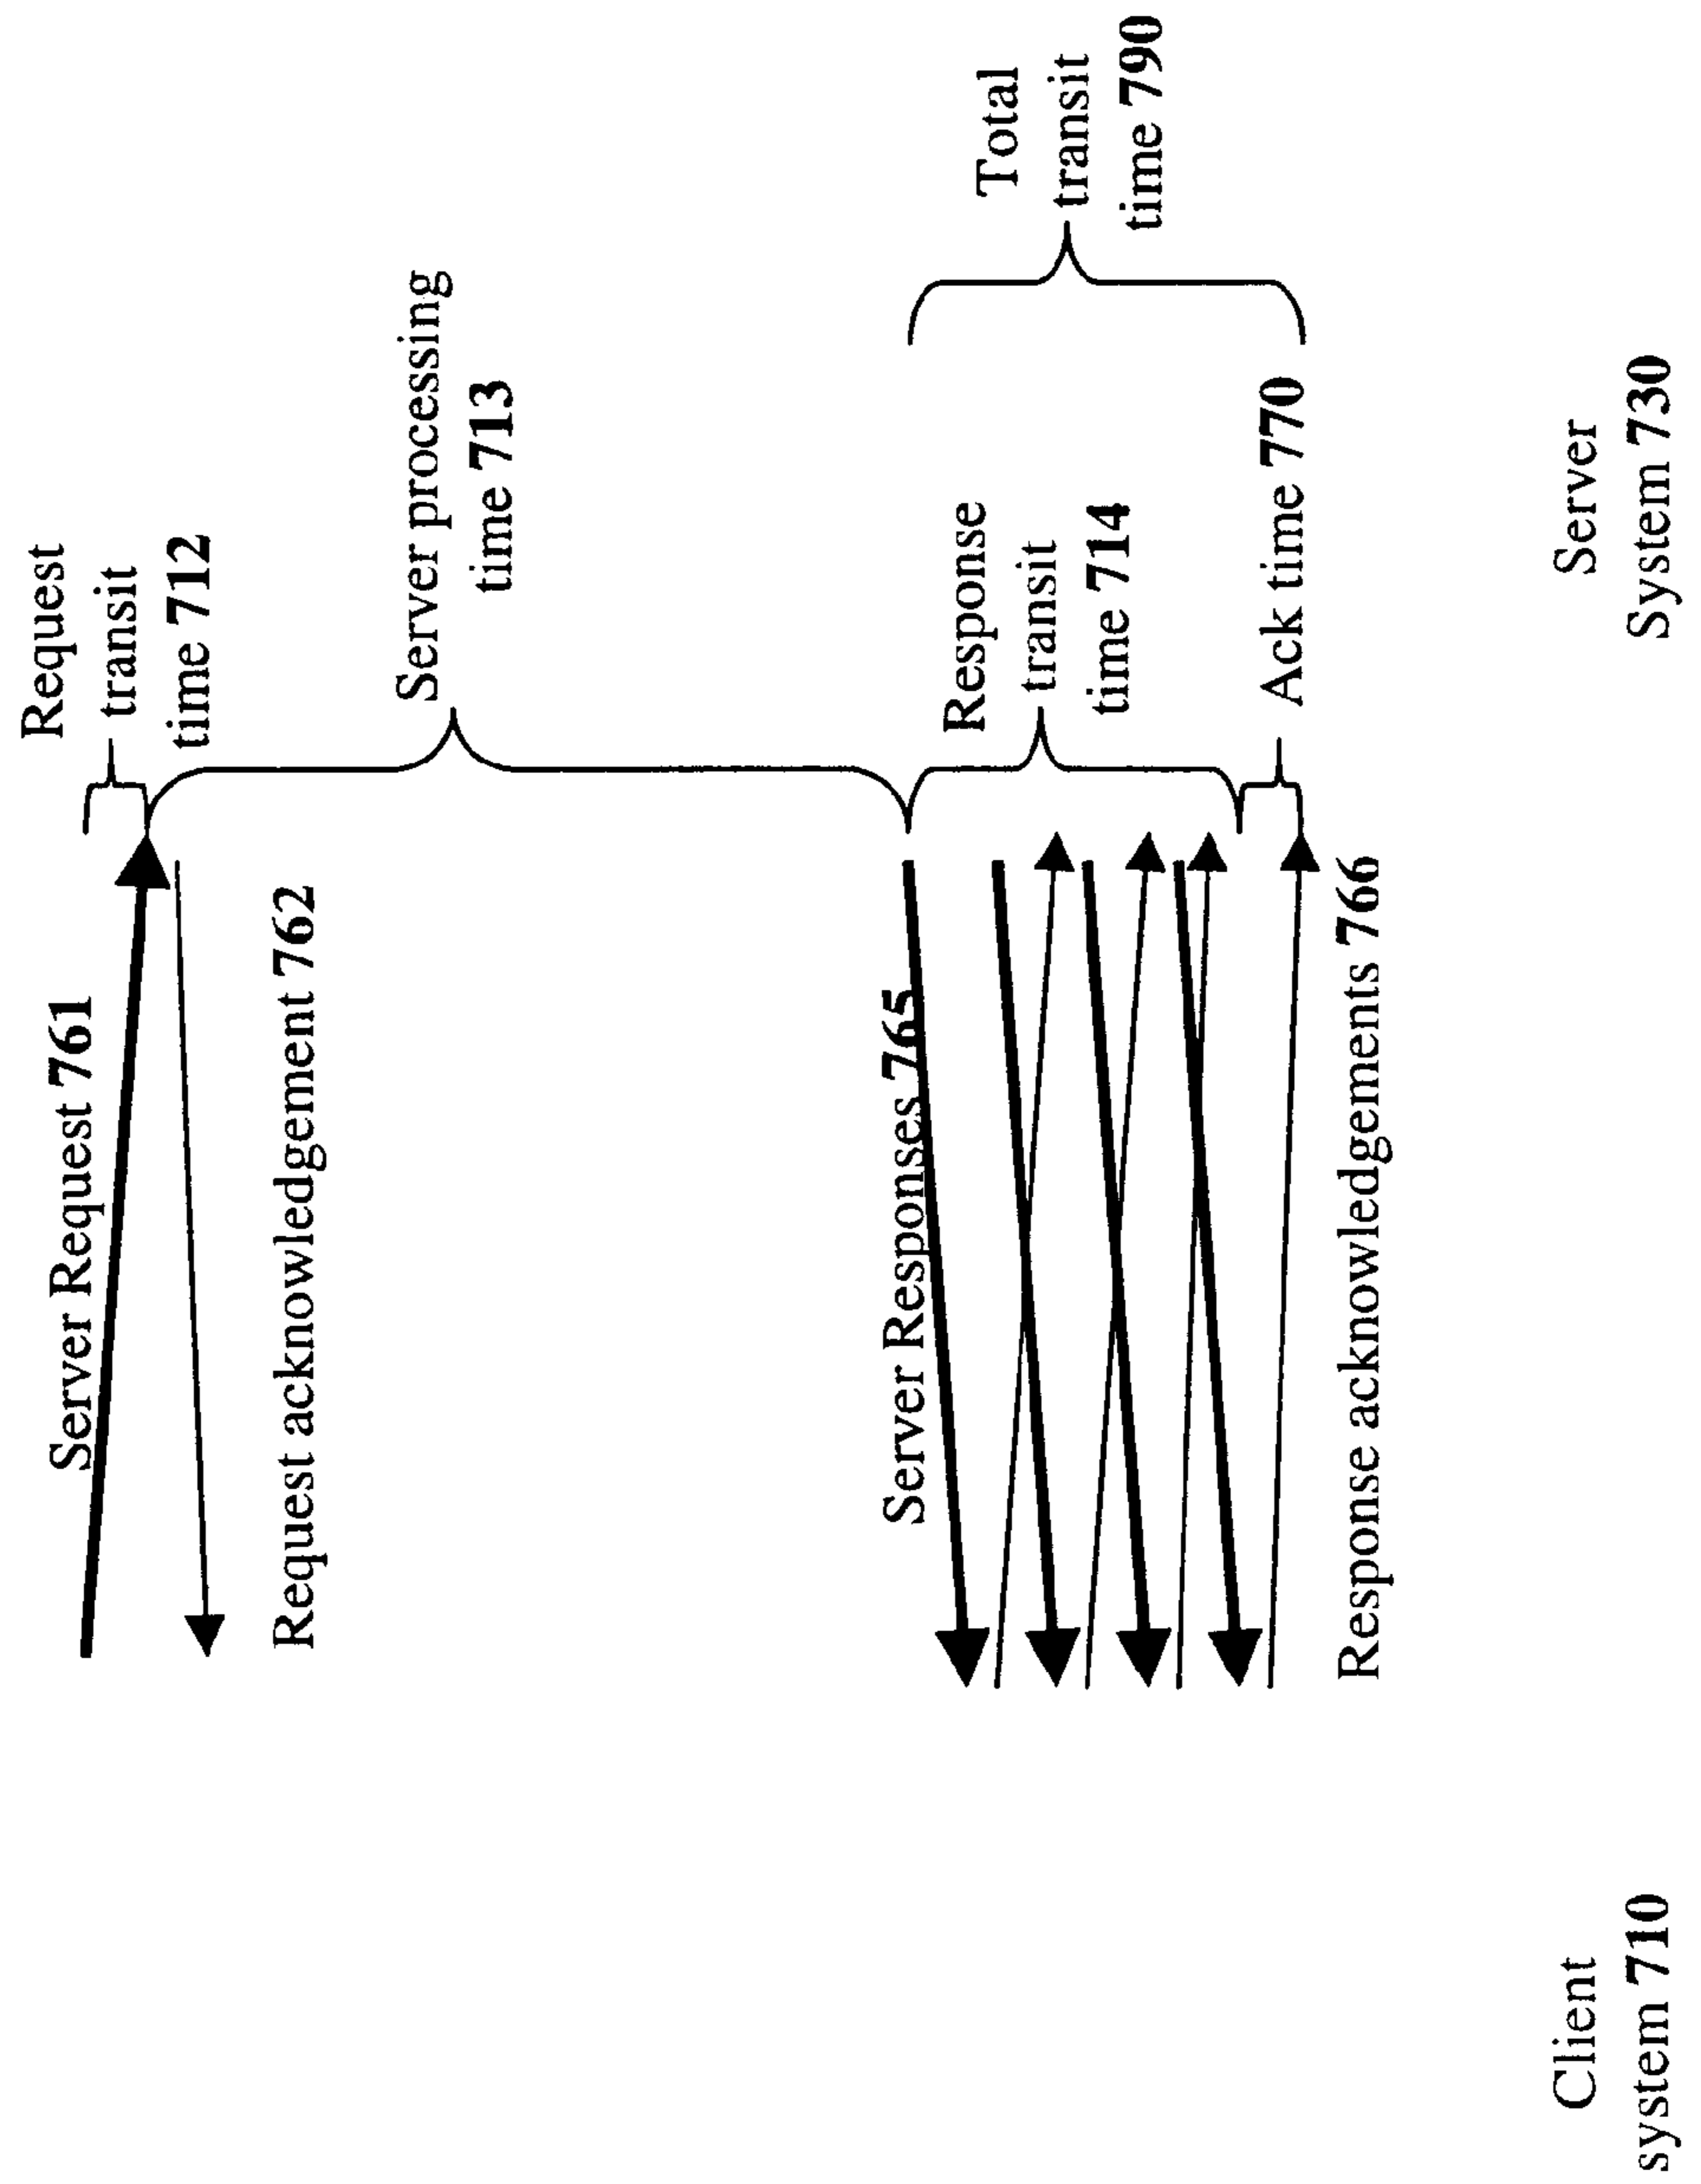 Request
transit
time 712
Server Request 761
Request acknowledgement 762
Server processing
time 713
Server Responses 765
Response
transit
time 714
Total
transit
time 790
Ack time 770
Response acknowledgements 766
Client
system 710
Server
System 730